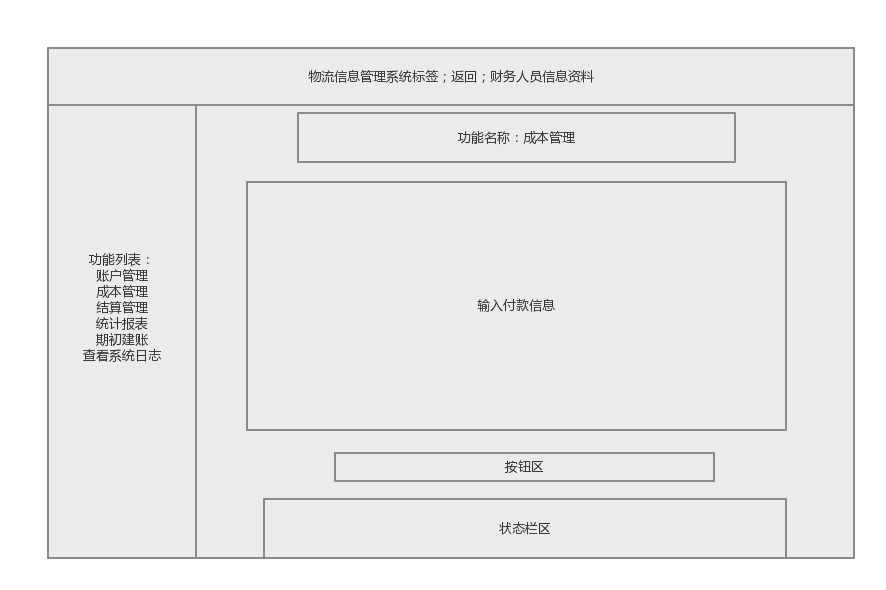 物流信息管理系统标签；返回；财务人员信息资料
功能名称：成本管理
功能列表：
账户管理
成本管理
结算管理
统计报表
期初建账
查看系统日志
输入付款信息
按钮区
状态栏区